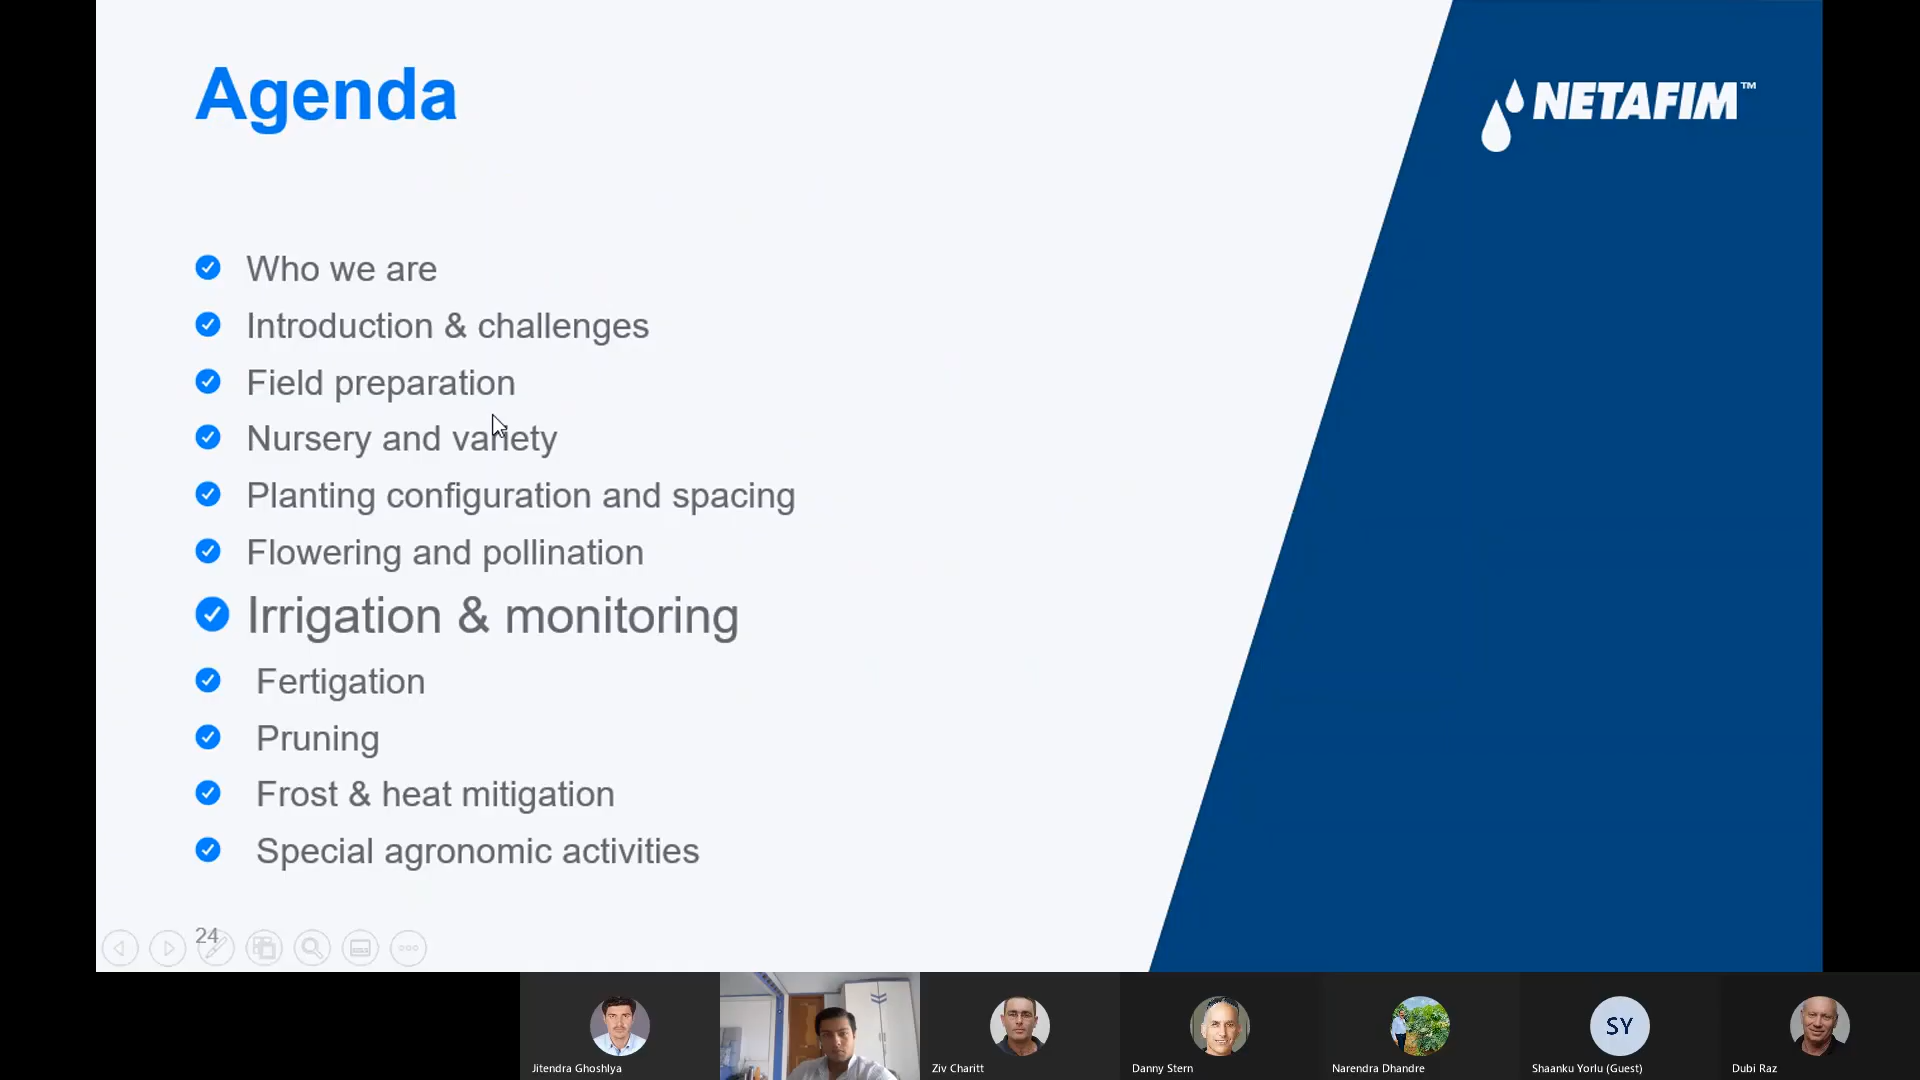 Agenda
NETAFIM™
Who we are
Introduction & challenges
Field preparation
Nursery and variety
Planting configuration and spacing
Flowering and pollination
Irrigation & monitoring
Fertigation
Pruning
Frost & heat mitigation
Special agronomic activities
24
SY
Jitendra Ghoshlya
Ziv Charitt
Danny Stern
Narendra Dhandre
Shaanku Yorlu (Guest)
Dubi Raz